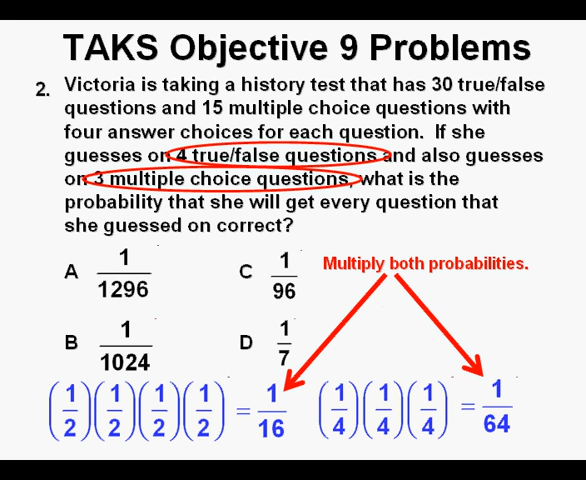 TAKS Objective 9 Problems
2. Victoria is taking a history test that has 30 true/false
questions and 15 multiple choice questions with
four answer choices for each question. If she
guesses on 4 true/false questions and also guesses
on 3 multiple choice questions, what is the
probability that she will get every question that
she guessed on correct?
A 1/1296
C 1/96
Multiply both probabilities.
B 1/1024
D 1/7
(1/2)(1/2)(1/2)(1/2) = 1/16
(1/4)(1/4)(1/4) = 1/64